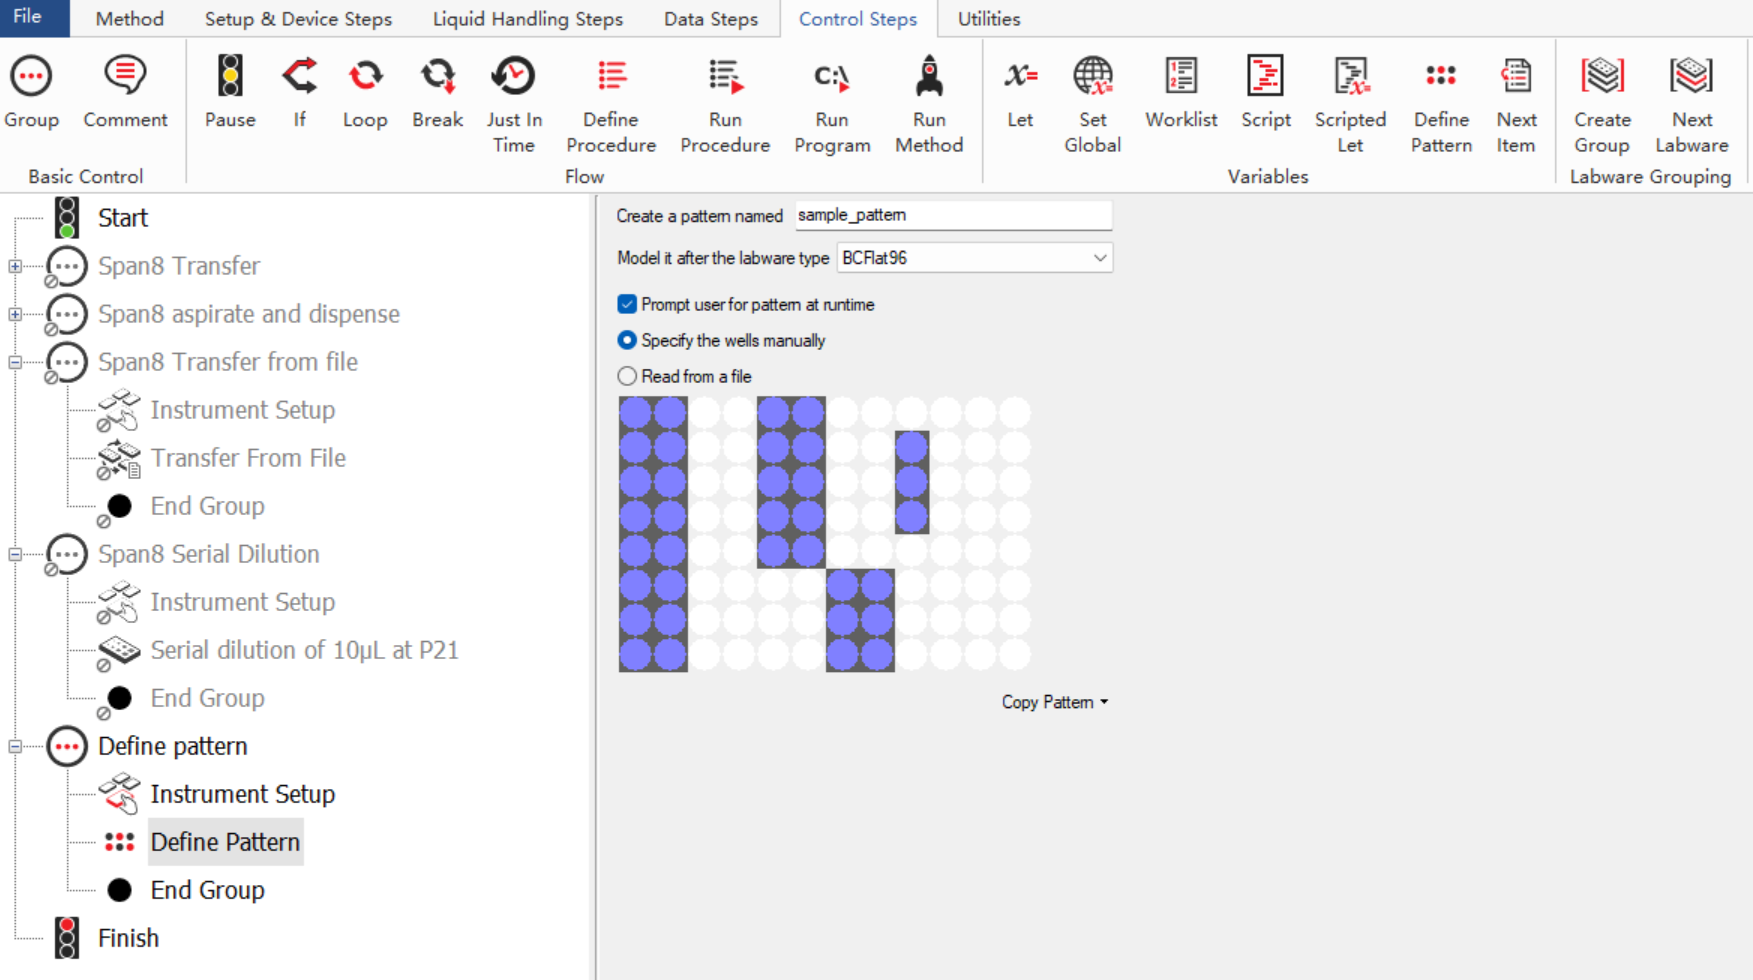 File
Method
Setup & Device Steps
Liquid Handling Steps
Data Steps
Control Steps
Utilities
Group
Comment
Pause
If
Loop
Break
Just In
Time
Define
Procedure
Run
Procedure
C:\
Run
Program
Run
Method
x=
Let
x=
Set
Global
1
2
Worklist
Script
x=
Scripted
Let
Define
Pattern
Next
Item
Create
Group
Next
Labware
Basic Control
Flow
Variables
Labware Grouping
Start
Span8 Transfer
Span8 aspirate and dispense
Span8 Transfer from file
Instrument Setup
Transfer From File
End Group
Span8 Serial Dilution
Instrument Setup
Serial dilution of 10µL at P21
End Group
Define pattern
Instrument Setup
Define Pattern
End Group
Finish
Create a pattern named sample_pattern
Model it after the labware type BCFlat96
Prompt user for pattern at runtime
Specify the wells manually
Read from a file
Copy Pattern